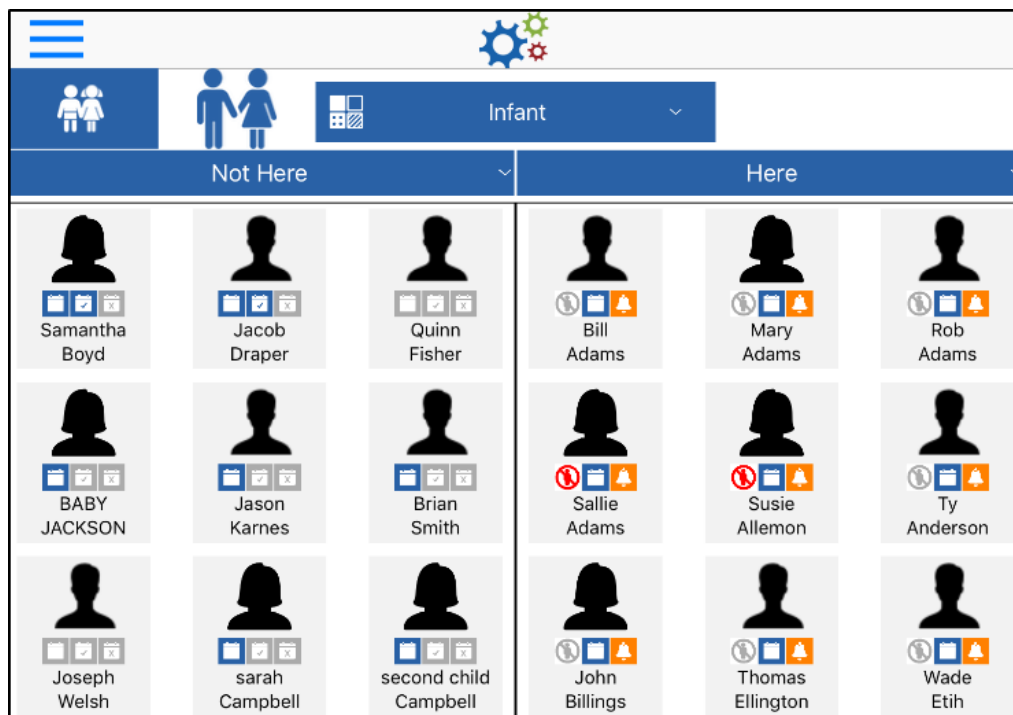 Infant
Not Here
Here
Samantha
Boyd
Jacob
Draper
Quinn
Fisher
Bill
Adams
Mary
Adams
Rob
Adams
BABY
JACKSON
Jason
Karnes
Brian
Smith
Sallie
Adams
Susie
Allemon
Ty
Anderson
Joseph
Welsh
sarah
Campbell
second child
Campbell
John
Billings
Thomas
Ellington
Wade
Etih